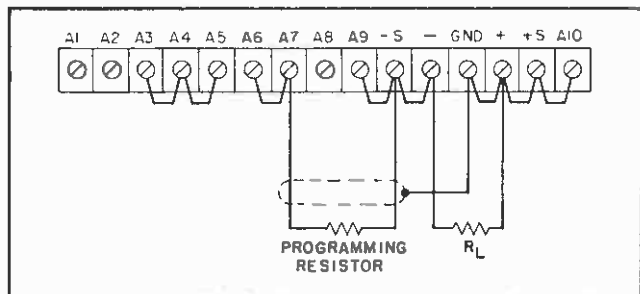 A1 A2 A3 A4 A5 A6 A7 A8 A9 -S - GND + +S A10
PROGRAMMING
RESISTOR
RL